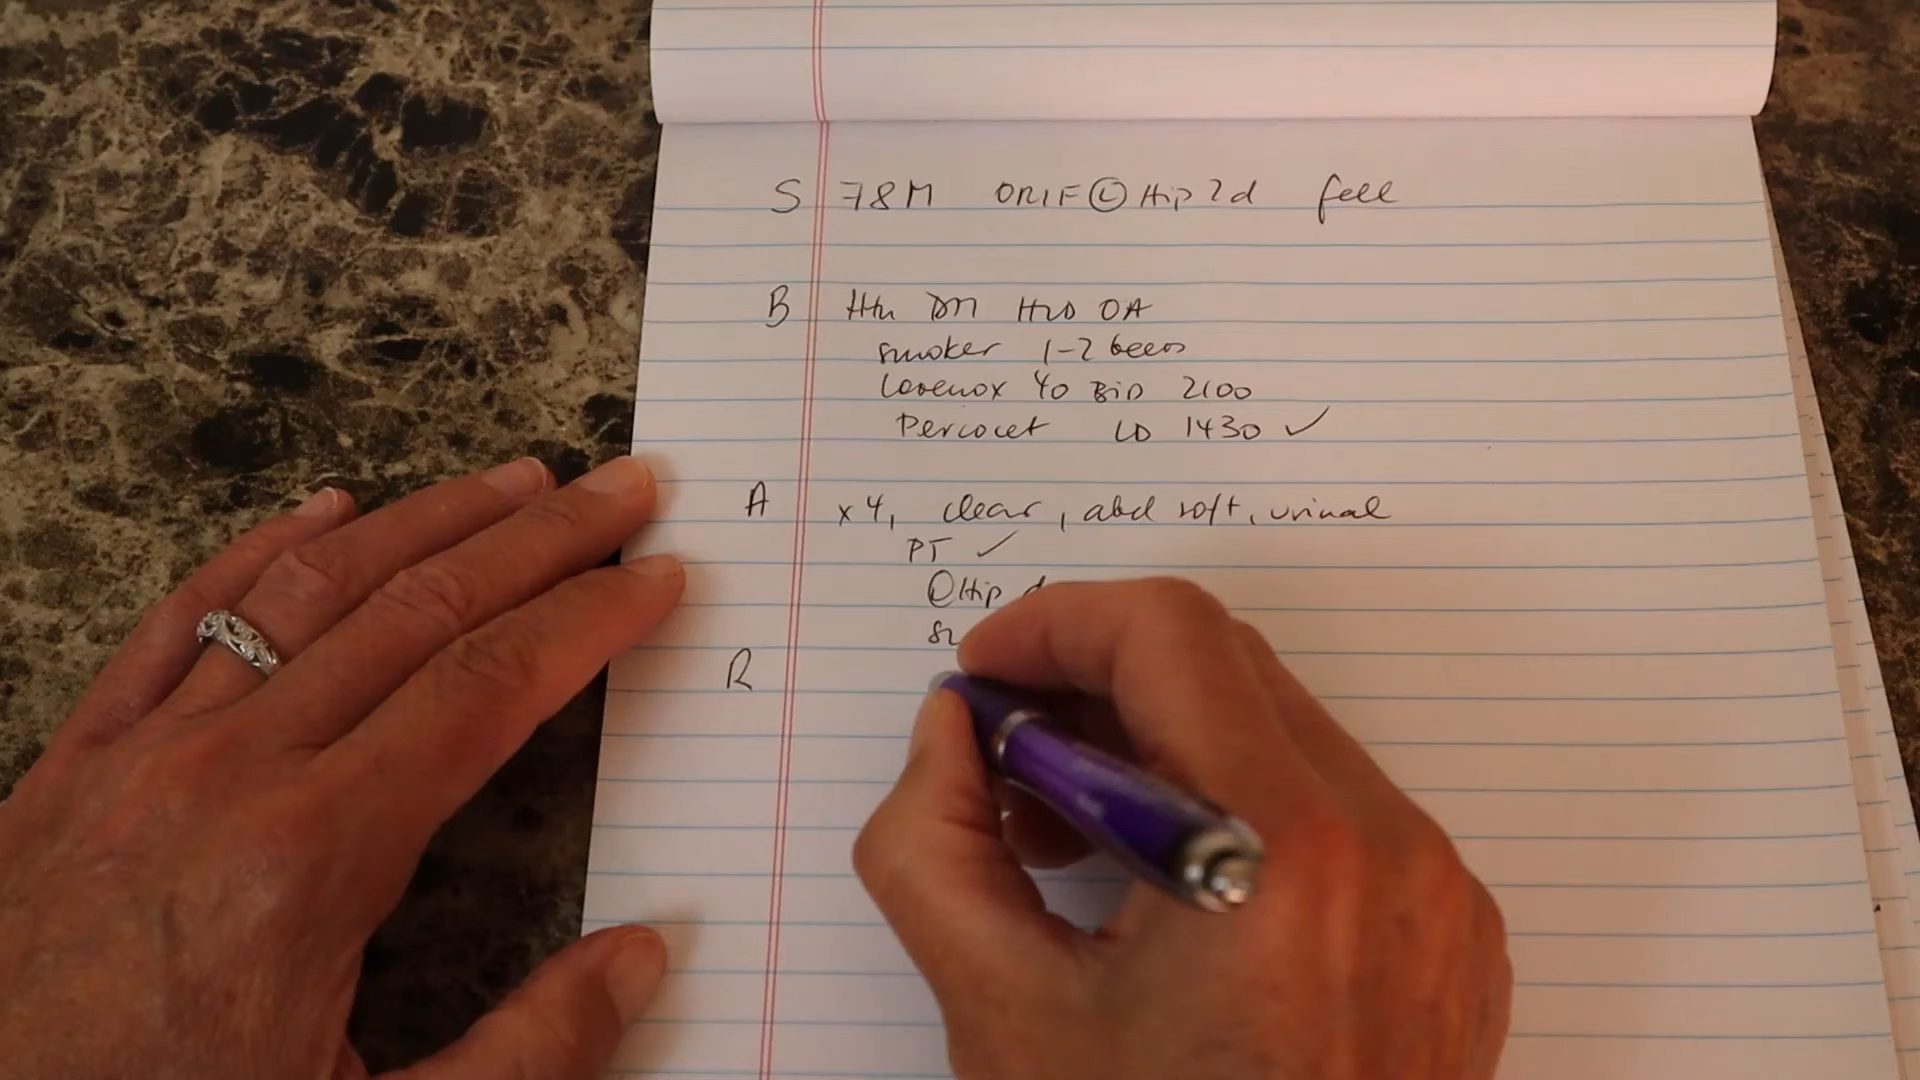 S 78M ORIF Ⓛ Hip 2d fell
B Htn DM HLD OA
smoker 1-2 beers
Lovenox 40 BID 2100
Percocet LD 1430 ✓
A x4, clear, abd soft, urinal
PT ✓
Ⓛ Hip
R